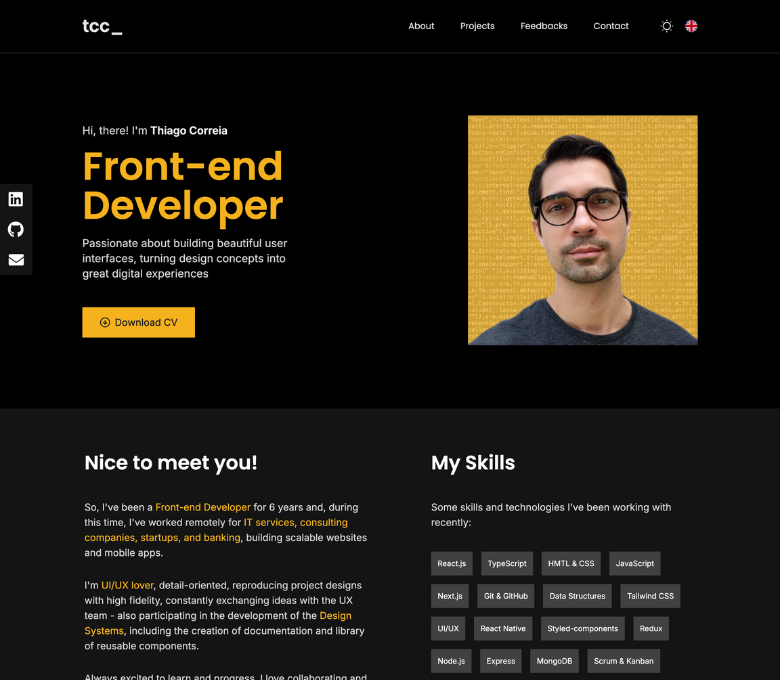 tcc_
About Projects Feedbacks Contact
Hi, there! I'm Thiago Correia
Front-end
Developer
Passionate about building beautiful user
interfaces, turning design concepts into
great digital experiences
Download CV
Nice to meet you!
So, I've been a Front-end Developer for 6 years and, during
this time, I've worked remotely for IT services, consulting
companies, startups, and banking, building scalable websites
and mobile apps.
I'm UI/UX lover, detail-oriented, reproducing project designs
with high fidelity, constantly exchanging ideas with the UX
team - also participating in the development of the Design
Systems, including the creation of documentation and library
of reusable components.
Always excited to learn and progress, I love collaborating and
My Skills
Some skills and technologies I've been working with
recently:
React.js TypeScript HMTL & CSS JavaScript
Next.js Git & GitHub Data Structures Tailwind CSS
UI/UX React Native Styled-components Redux
Node.js Express MongoDB Scrum & Kanban